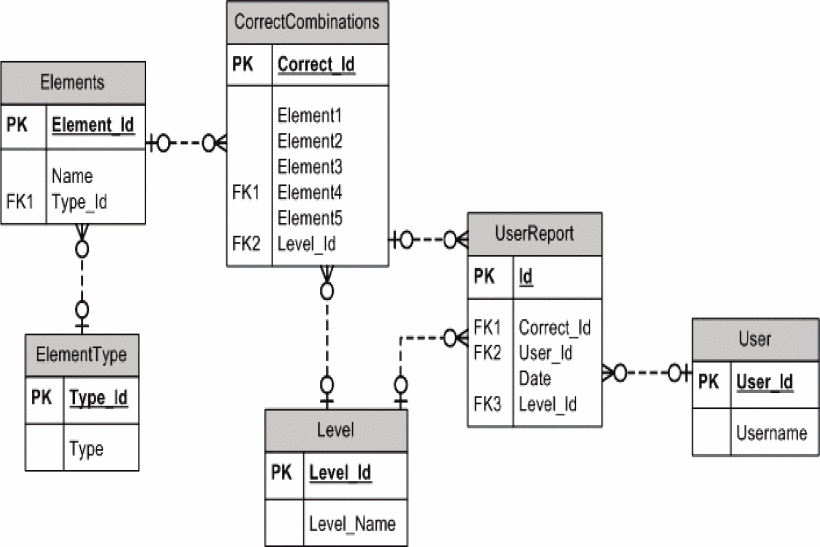 CorrectCombinations
PK Correct_Id
Element1
Element2
Element3
FK1 Element4
Element5
FK2 Level_Id
Elements
PK Element_Id
Name
FK1 Type_Id
UserReport
PK Id
FK1 Correct_Id
FK2 User_Id
Date
FK3 Level_Id
User
PK User_Id
Username
ElementType
PK Type_Id
Type
Level
PK Level_Id
Level_Name